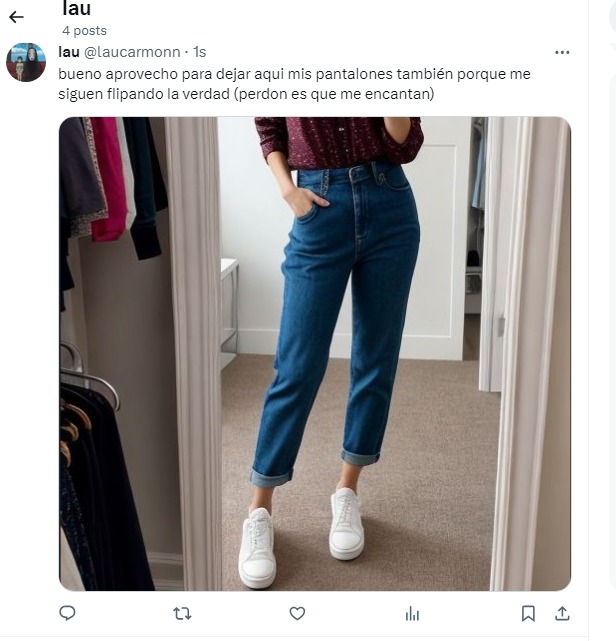 lau
4 posts
lau @laucarmonn · 1s
bueno aprovecho para dejar aqui mis pantalones también porque me
siguen flipando la verdad (perdon es que me encantan)